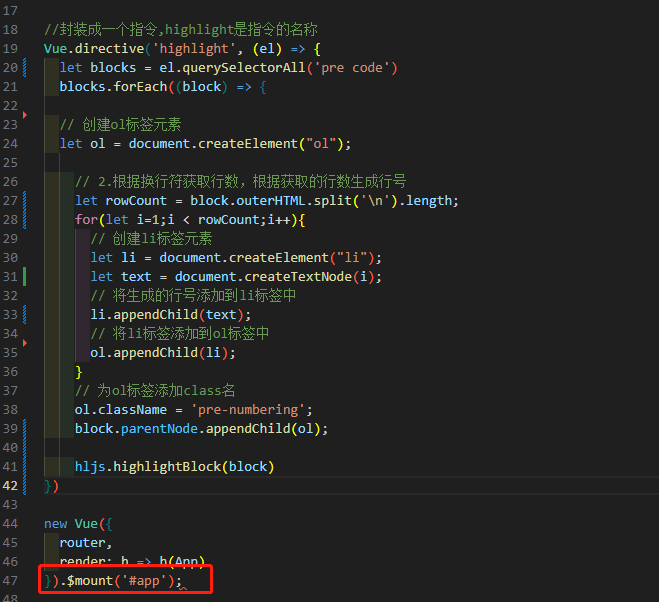 17
18 //封装成一个指令,highlight是指令的名称
19 Vue.directive('highlight', (el) => {
20 let blocks = el.querySelectorAll('pre code')
21 blocks.forEach((block) => {
22
23 // 创建ol标签元素
24 let ol = document.createElement("ol");
25
26 // 2.根据换行符获取行数，根据获取的行数生成行号
27 let rowCount = block.outerHTML.split('\n').length;
28 for(let i=1;i < rowCount;i++){
29 // 创建li标签元素
30 let li = document.createElement("li");
31 let text = document.createTextNode(i);
32 // 将生成的行号添加到li标签中
33 li.appendChild(text);
34 // 将li标签添加到ol标签中
35 ol.appendChild(li);
36 }
37 // 为ol标签添加class名
38 ol.className = 'pre-numbering';
39 block.parentNode.appendChild(ol);
40
41 hljs.highlightBlock(block)
42 })
43
44 new Vue({
45 router,
46 render: h => h(App)
47 }).$mount('#app');
48